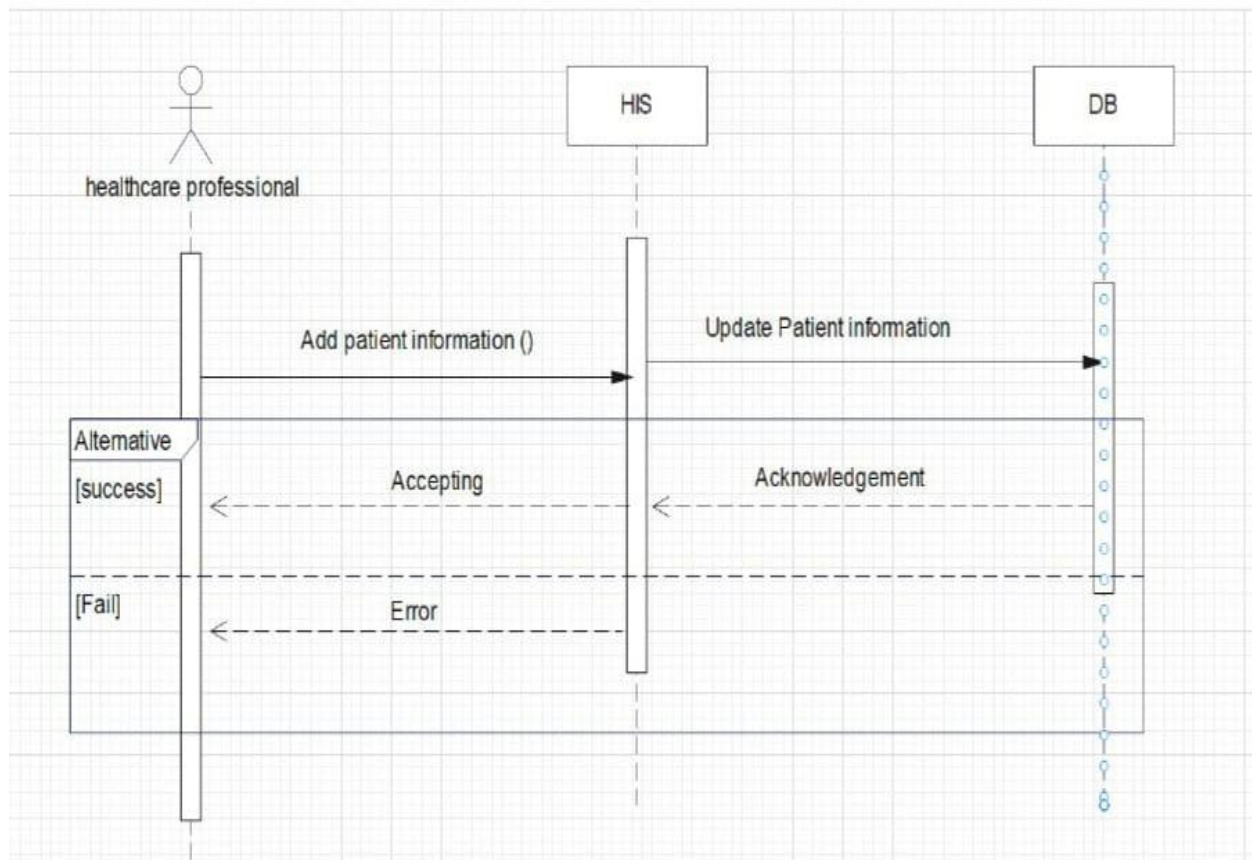 HIS
DB
healthcare professional
Update Patient information
Add patient information ()
Alternative
[success]
Accepting
Acknowledgement
[Fail]
Error